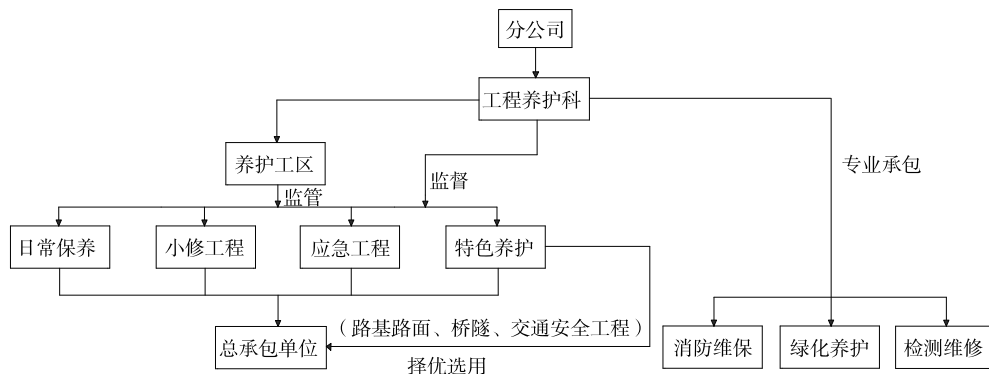 分公司
工程养护科
养护工区
监管
监督
专业承包
日常保养
小修工程
应急工程
特色养护
(路基路面、桥隧、交通安全工程)
总承包单位
择优选用
消防维保
绿化养护
检测维修